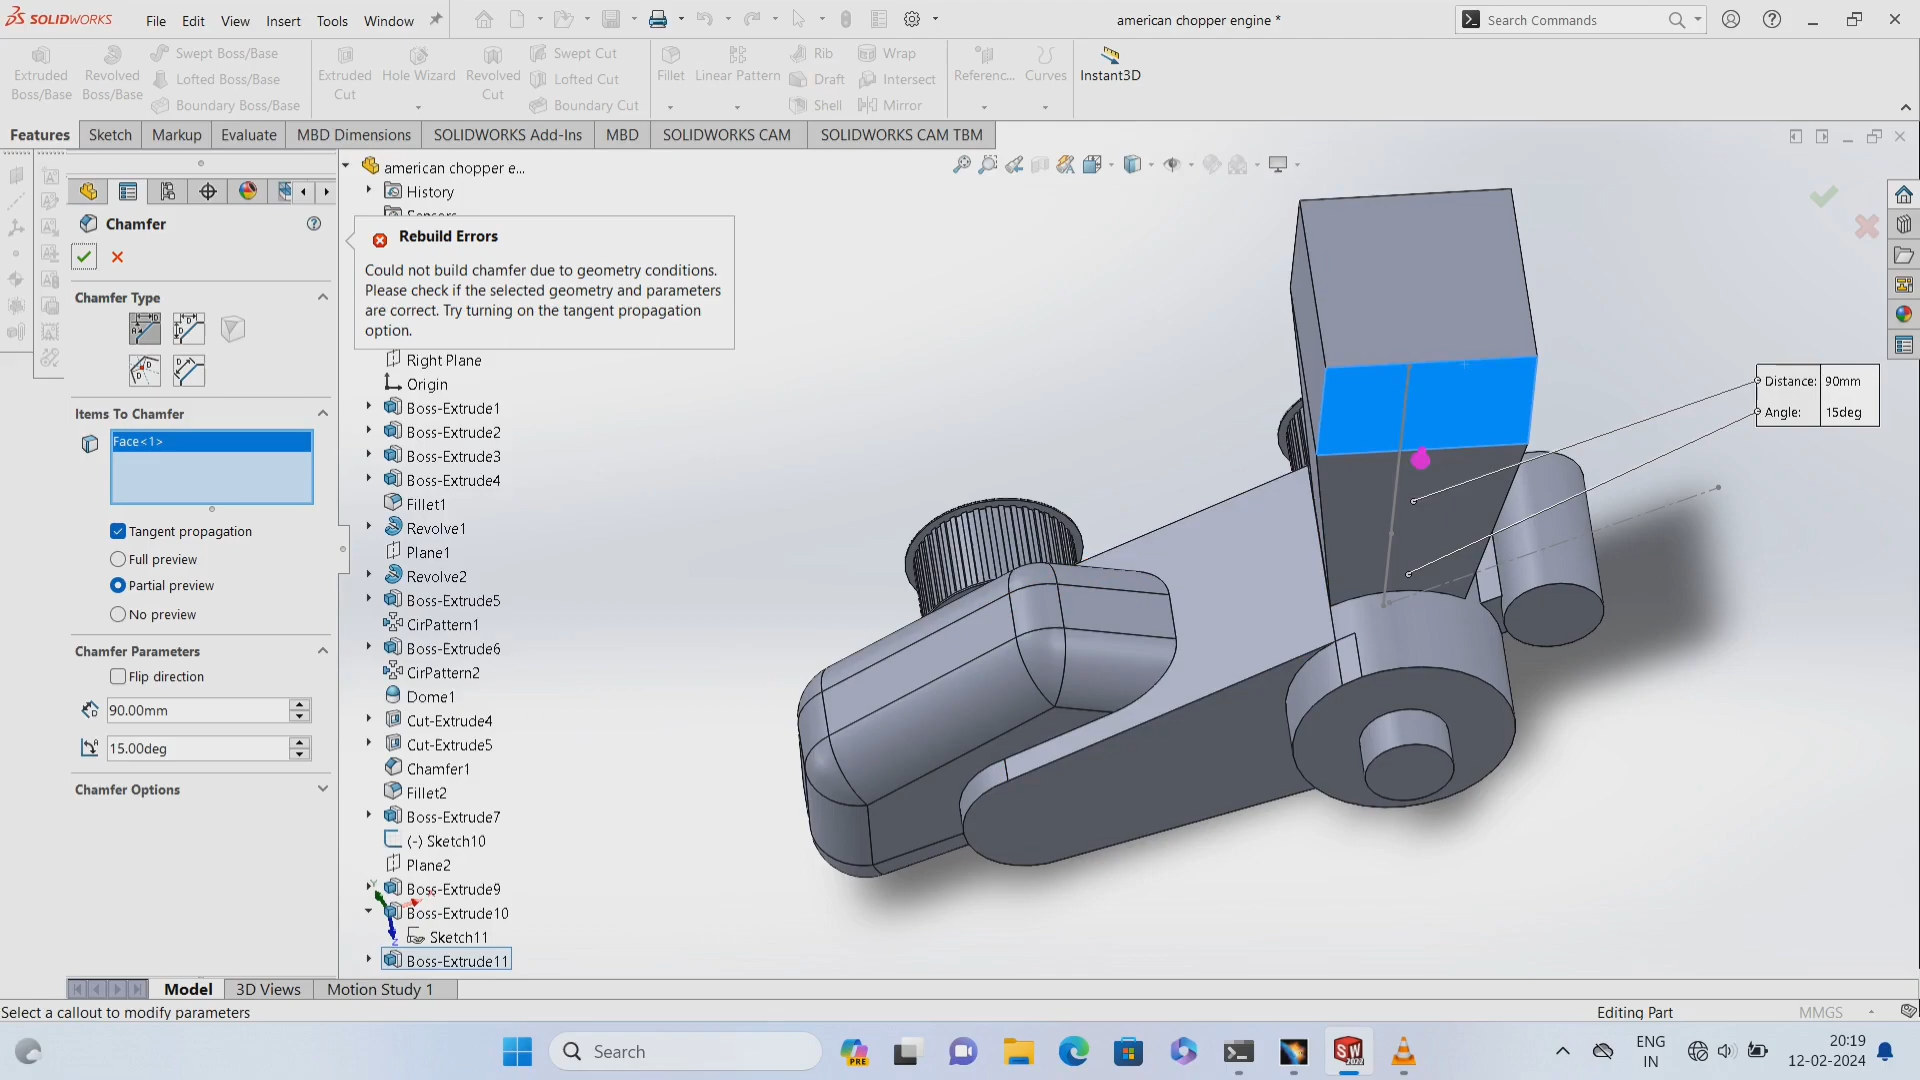 SOLIDWORKS File Edit View Insert Tools Window american chopper engine * Search Commands
Extruded Boss/Base
Revolved Boss/Base
Swept Boss/Base
Lofted Boss/Base
Boundary Boss/Base
Extruded Cut
Hole Wizard
Revolved Cut
Swept Cut
Lofted Cut
Boundary Cut
Fillet
Linear Pattern
Rib
Draft
Shell
Wrap
Intersect
Mirror
Referenc...
Curves
Instant3D
Features Sketch Markup Evaluate MBD Dimensions SOLIDWORKS Add-Ins MBD SOLIDWORKS CAM SOLIDWORKS CAM TBM
Chamfer
Chamfer Type
Items To Chamfer
Face<1>
Tangent propagation
Full preview
Partial preview
No preview
Chamfer Parameters
Flip direction
90.00mm
15.00deg
Chamfer Options
american chopper e...
History
Sensors
Rebuild Errors
Could not build chamfer due to geometry conditions.
Please check if the selected geometry and parameters
are correct. Try turning on the tangent propagation
option.
Right Plane
Origin
Boss-Extrude1
Boss-Extrude2
Boss-Extrude3
Boss-Extrude4
Fillet1
Revolve1
Plane1
Revolve2
Boss-Extrude5
CirPattern1
Boss-Extrude6
CirPattern2
Dome1
Cut-Extrude4
Cut-Extrude5
Chamfer1
Fillet2
Boss-Extrude7
(-) Sketch10
Plane2
Boss-Extrude9
Boss-Extrude10
Sketch11
Boss-Extrude11
Distance: 90mm
Angle: 15deg
Model 3D Views Motion Study 1
Select a callout to modify parameters Editing Part MMGS
Search
PRE
SW
2022
ENG
IN
20:19
12-02-2024